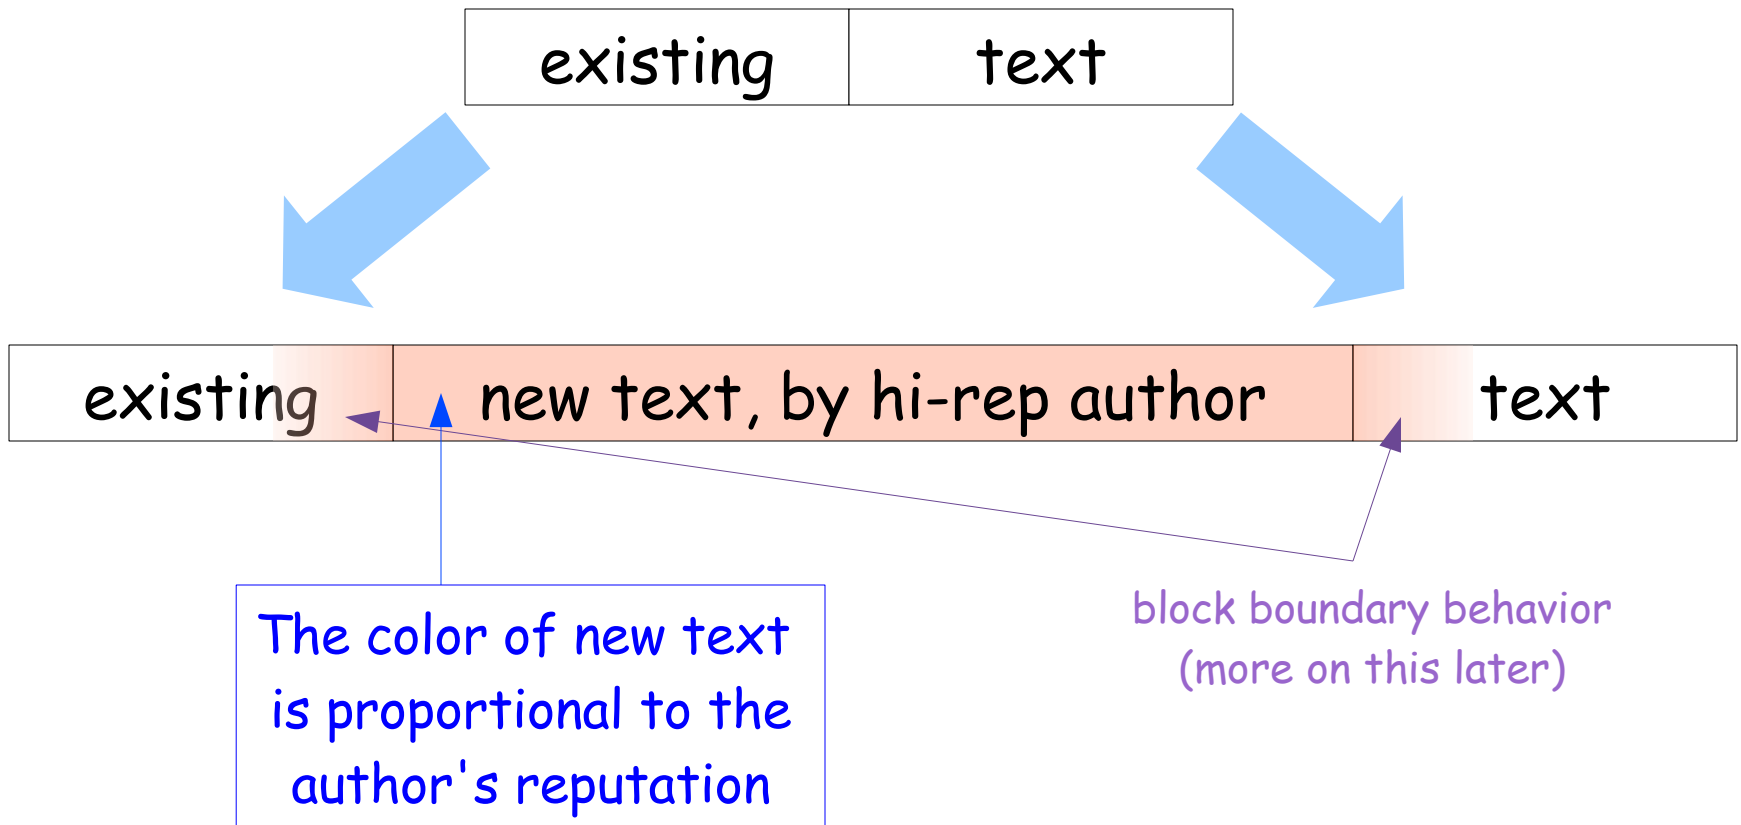 existing text
existing new text, by hi-rep author text
The color of new text
is proportional to the
author's reputation
block boundary behavior
(more on this later)